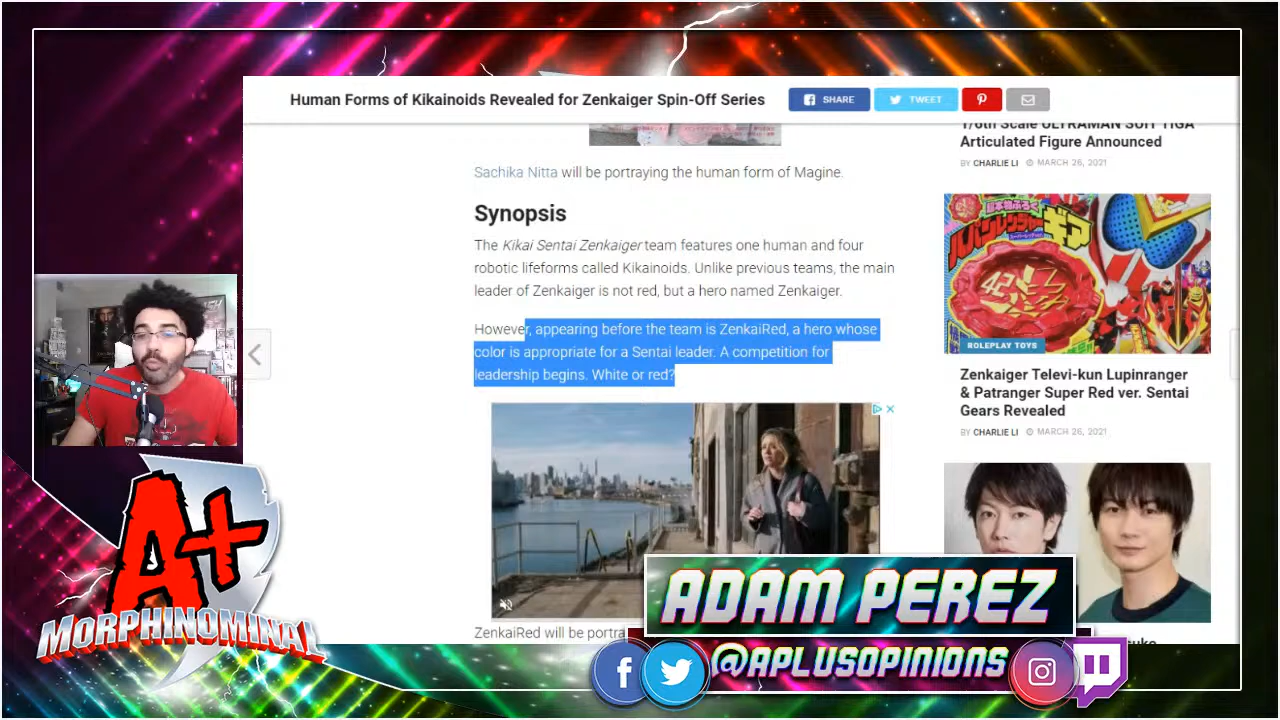 Human Forms of Kikainoids Revealed for Zenkaiger Spin-Off Series
SHARE
TWEET
Sachika Nitta will be portraying the human form of Magine.
Synopsis
The Kikai Sentai Zenkaiger team features one human and four
robotic lifeforms called Kikainoids. Unlike previous teams, the main
leader of Zenkaiger is not red, but a hero named Zenkaiger.
However, appearing before the team is ZenkaiRed, a hero whose
color is appropriate for a Sentai leader. A competition for
leadership begins. White or red?
ZenkaiRed will be portra
1/6th Scale ULTRAMAN SUIT TIGA
Articulated Figure Announced
BY CHARLIE LI MARCH 26, 2021
ROLEPLAY TOYS
Zenkaiger Televi-kun Lupinranger
& Patranger Super Red ver. Sentai
Gears Revealed
BY CHARLIE LI MARCH 26, 2021
A+
MORPHINOMINAL
ADAM PEREZ
@APLUSOPINIONS